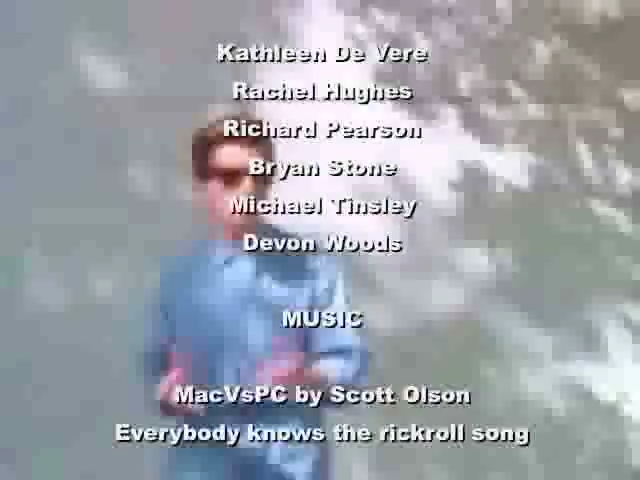 Kathleen De Vere
Rachel Hughes
Richard Pearson
Bryan Stone
Michael Tinsley
Devon Woods
MUSIC
MacVsPC by Scott Olson
Everybody knows the rickroll song